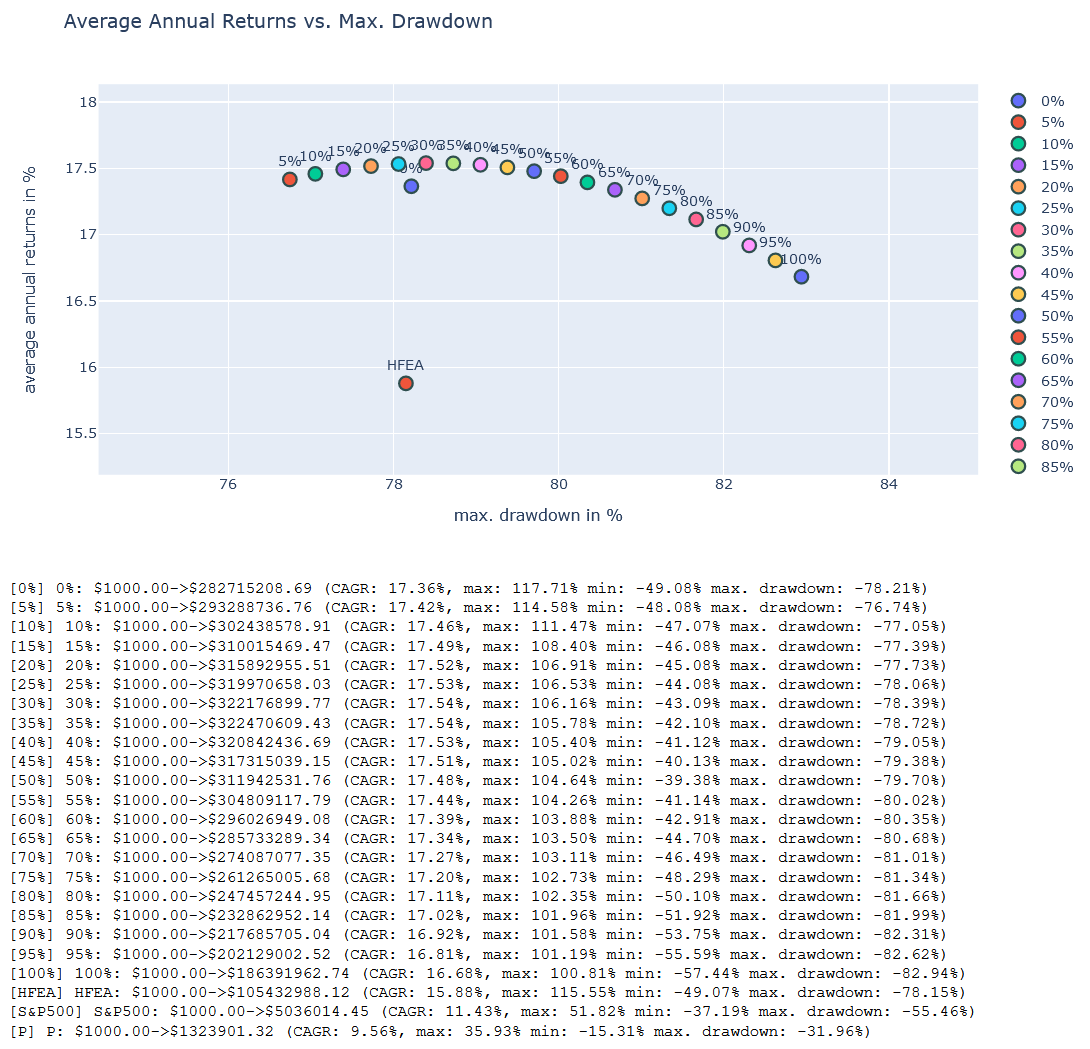 Average Annual Returns vs. Max. Drawdown
18
17.5
17
16.5
16
15.5
average annual returns in %
5%
10%
15%
20%
25%
0%
30%
35%
40%
45%
50%
55%
60%
65%
70%
75%
80%
85%
90%
95%
100%
HFEA
76
78
80
82
84
max. drawdown in %
0%
5%
10%
15%
20%
25%
30%
35%
40%
45%
50%
55%
60%
65%
70%
75%
80%
85%
[0%] 0%: $1000.00->$282715208.69 (CAGR: 17.36%, max: 117.71% min: -49.08% max. drawdown: -78.21%)
[5%] 5%: $1000.00->$293288736.76 (CAGR: 17.42%, max: 114.58% min: -48.08% max. drawdown: -76.74%)
[10%] 10%: $1000.00->$302438578.91 (CAGR: 17.46%, max: 111.47% min: -47.07% max. drawdown: -77.05%)
[15%] 15%: $1000.00->$310015469.47 (CAGR: 17.49%, max: 108.40% min: -46.08% max. drawdown: -77.39%)
[20%] 20%: $1000.00->$315892955.51 (CAGR: 17.52%, max: 106.91% min: -45.08% max. drawdown: -77.73%)
[25%] 25%: $1000.00->$319970658.03 (CAGR: 17.53%, max: 106.53% min: -44.08% max. drawdown: -78.06%)
[30%] 30%: $1000.00->$322176899.77 (CAGR: 17.54%, max: 106.16% min: -43.09% max. drawdown: -78.39%)
[35%] 35%: $1000.00->$322470609.43 (CAGR: 17.54%, max: 105.78% min: -42.10% max. drawdown: -78.72%)
[40%] 40%: $1000.00->$320842436.69 (CAGR: 17.53%, max: 105.40% min: -41.12% max. drawdown: -79.05%)
[45%] 45%: $1000.00->$317315039.15 (CAGR: 17.51%, max: 105.02% min: -40.13% max. drawdown: -79.38%)
[50%] 50%: $1000.00->$311942531.76 (CAGR: 17.48%, max: 104.64% min: -39.38% max. drawdown: -79.70%)
[55%] 55%: $1000.00->$304809117.79 (CAGR: 17.44%, max: 104.26% min: -41.14% max. drawdown: -80.02%)
[60%] 60%: $1000.00->$296026949.08 (CAGR: 17.39%, max: 103.88% min: -42.91% max. drawdown: -80.35%)
[65%] 65%: $1000.00->$285733289.34 (CAGR: 17.34%, max: 103.50% min: -44.70% max. drawdown: -80.68%)
[70%] 70%: $1000.00->$274087077.35 (CAGR: 17.27%, max: 103.11% min: -46.49% max. drawdown: -81.01%)
[75%] 75%: $1000.00->$261265005.68 (CAGR: 17.20%, max: 102.73% min: -48.29% max. drawdown: -81.34%)
[80%] 80%: $1000.00->$247457244.95 (CAGR: 17.11%, max: 102.35% min: -50.10% max. drawdown: -81.66%)
[85%] 85%: $1000.00->$232862952.14 (CAGR: 17.02%, max: 101.96% min: -51.92% max. drawdown: -81.99%)
[90%] 90%: $1000.00->$217685705.04 (CAGR: 16.92%, max: 101.58% min: -53.75% max. drawdown: -82.31%)
[95%] 95%: $1000.00->$202129002.52 (CAGR: 16.81%, max: 101.19% min: -55.59% max. drawdown: -82.62%)
[100%] 100%: $1000.00->$186391962.74 (CAGR: 16.68%, max: 100.81% min: -57.44% max. drawdown: -82.94%)
[HFEA] HFEA: $1000.00->$105432988.12 (CAGR: 15.88%, max: 115.55% min: -49.07% max. drawdown: -78.15%)
[S&P500] S&P500: $1000.00->$5036014.45 (CAGR: 11.43%, max: 51.82% min: -37.19% max. drawdown: -55.46%)
[P] P: $1000.00->$1323901.32 (CAGR: 9.56%, max: 35.93% min: -15.31% max. drawdown: -31.96%)